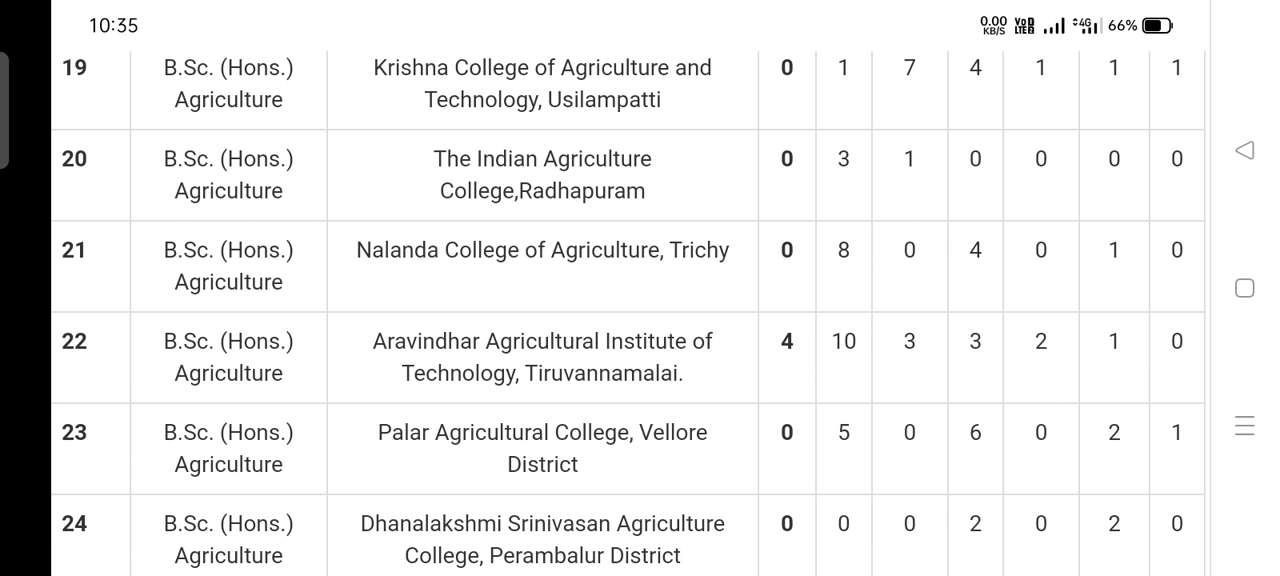 10:35 0.00 KB/S VoD LTE2 4G 66%
19 B.Sc. (Hons.) Krishna College of Agriculture and 0 1 7 4 1 1 1
Agriculture Technology, Usilampatti
20 B.Sc. (Hons.) The Indian Agriculture 0 3 1 0 0 0 0
Agriculture College,Radhapuram
21 B.Sc. (Hons.) Nalanda College of Agriculture, Trichy 0 8 0 4 0 1 0
Agriculture
22 B.Sc. (Hons.) Aravindhar Agricultural Institute of 4 10 3 3 2 1 0
Agriculture Technology, Tiruvannamalai.
23 B.Sc. (Hons.) Palar Agricultural College, Vellore 0 5 0 6 0 2 1
Agriculture District
24 B.Sc. (Hons.) Dhanalakshmi Srinivasan Agriculture 0 0 0 2 0 2 0
Agriculture College, Perambalur District